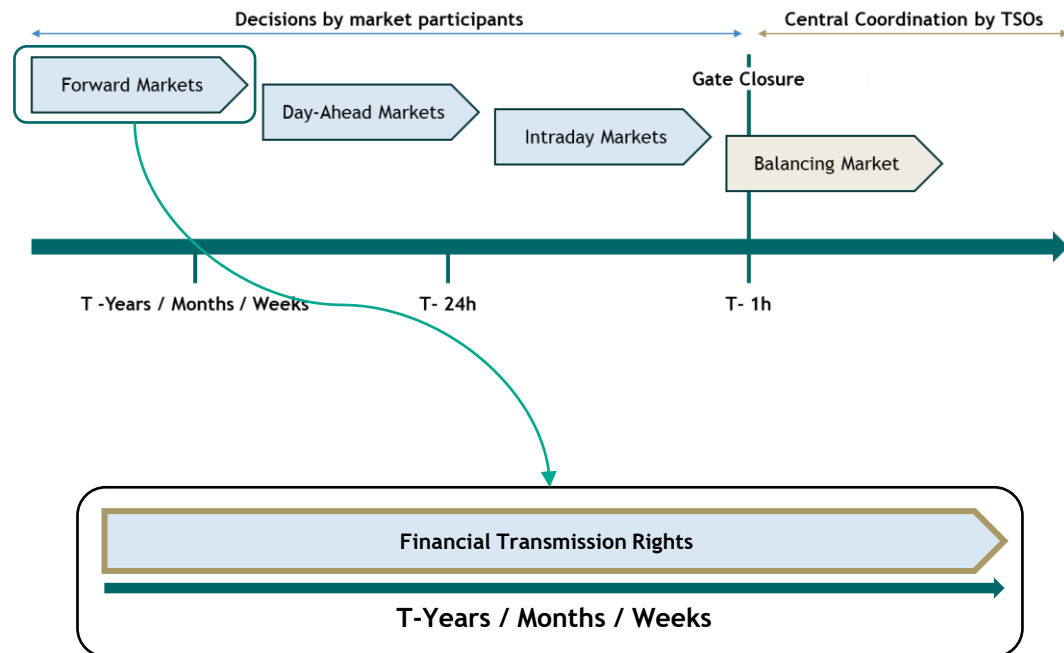 Decisions by market participants
Central Coordination by TSOs
Gate Closure
Forward Markets
Day-Ahead Markets
Intraday Markets
Balancing Market
T -Years / Months / Weeks
T- 24h
T- 1h
Financial Transmission Rights
T-Years / Months / Weeks